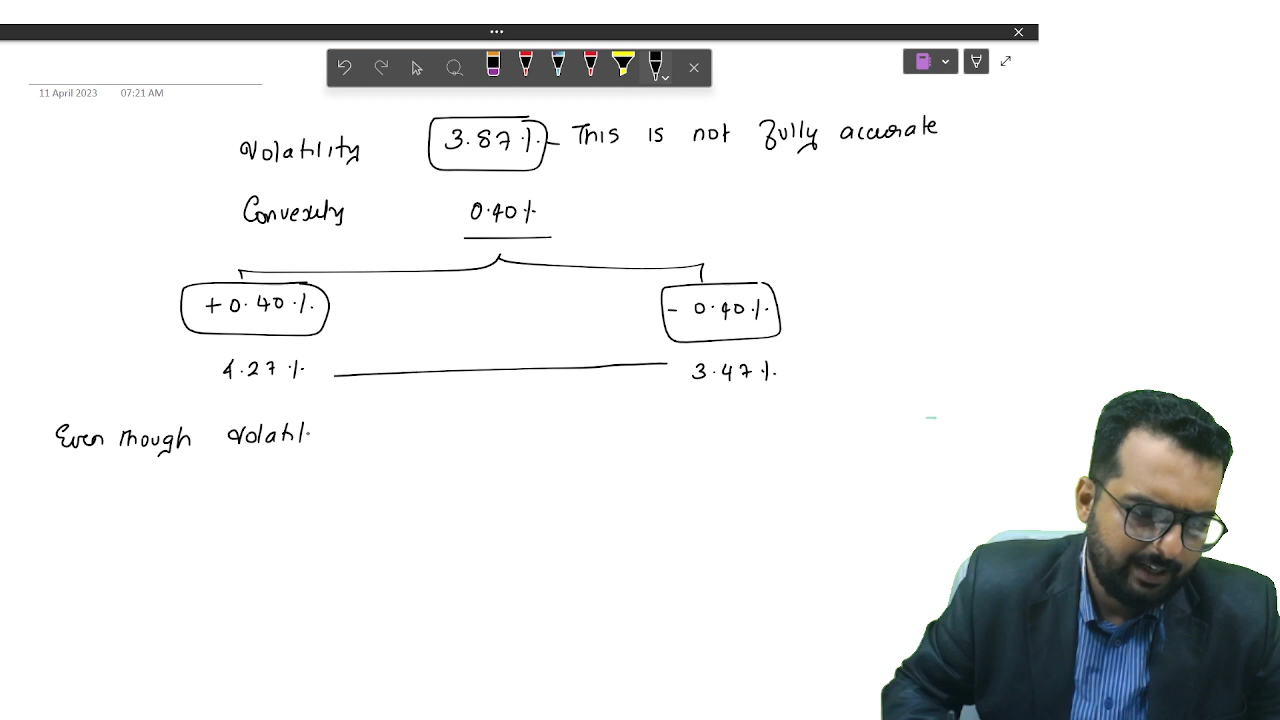 11 April 2023 07:21 AM
Volatility 3.87% This is not fully accurate
Convexity 0.40%
+0.40% - 0.40%
4.27% 3.47%
Even though volatil